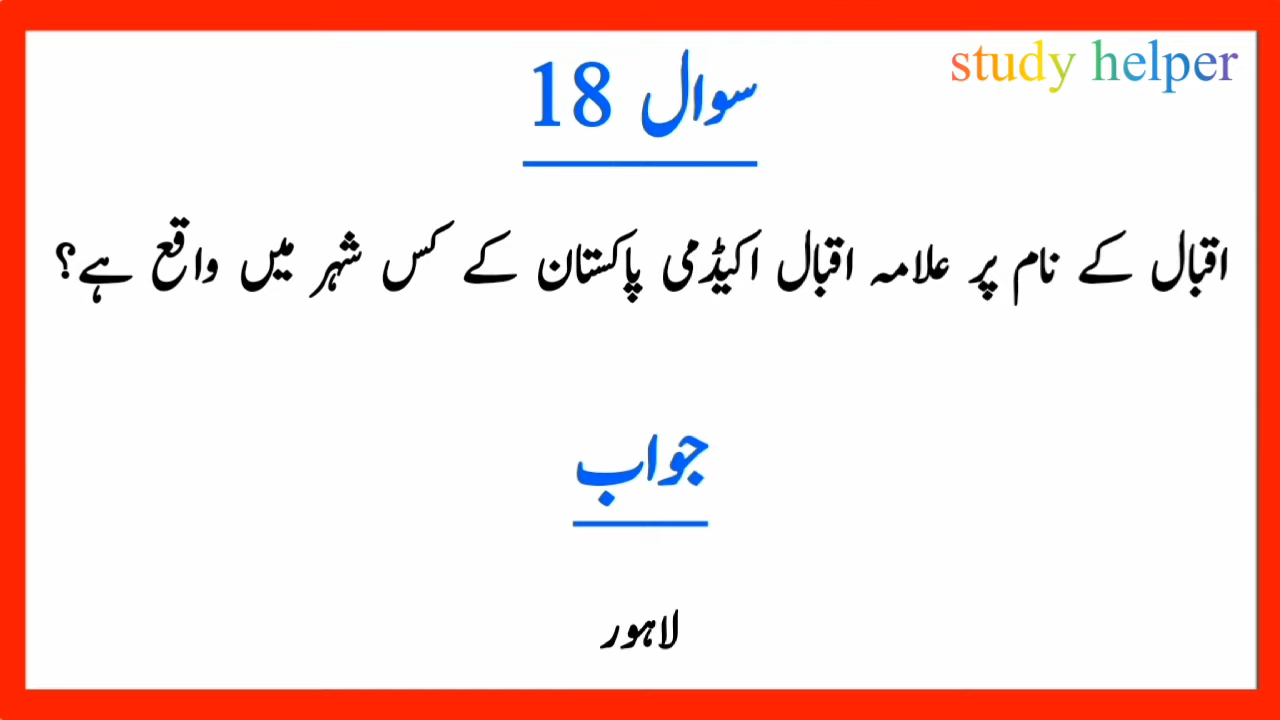 study helper
سوال 18
اقبال کے نام پر علامہ اقبال اکیڈمی پاکستان کے کس شہر میں واقع ہے؟
جواب
لاہور